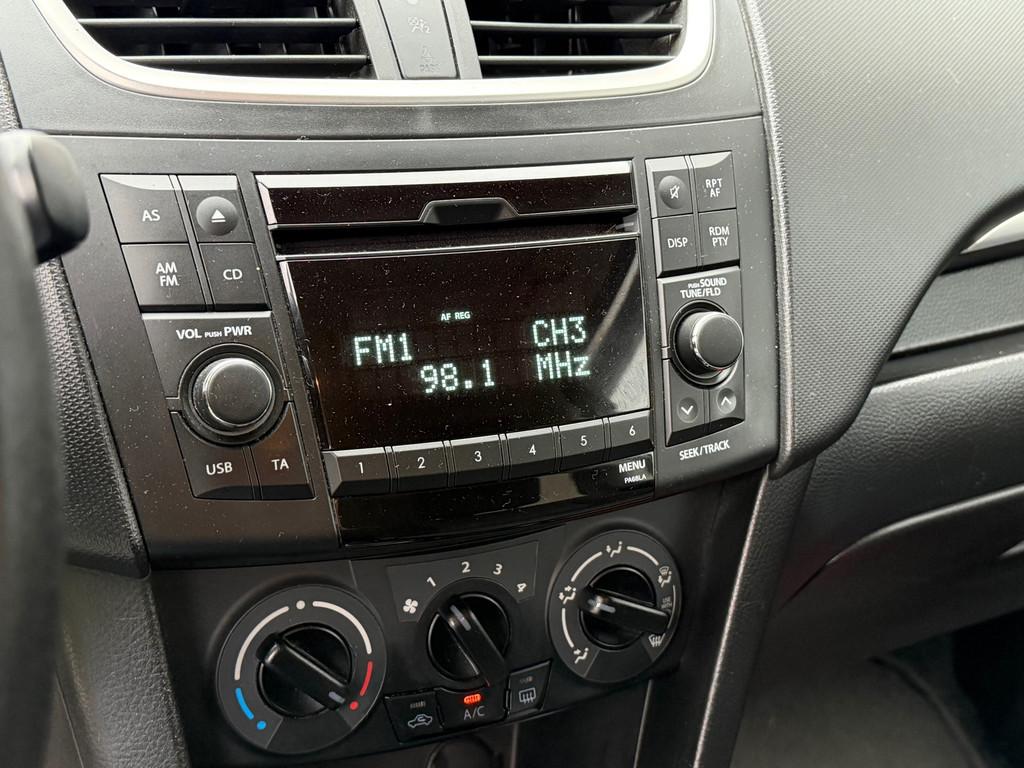 PASS
AS
AM
FM
CD
VOL PUSH PWR
USB
TA
AF REG
FM1
CH3
98.1
MHz
1
2
3
4
5
6
MENU
PA68LA
RPT
AF
DISP
RDM
PTY
PUSH SOUND
TUNE/FLD
SEEK/TRACK
1
2
3
4
A/C